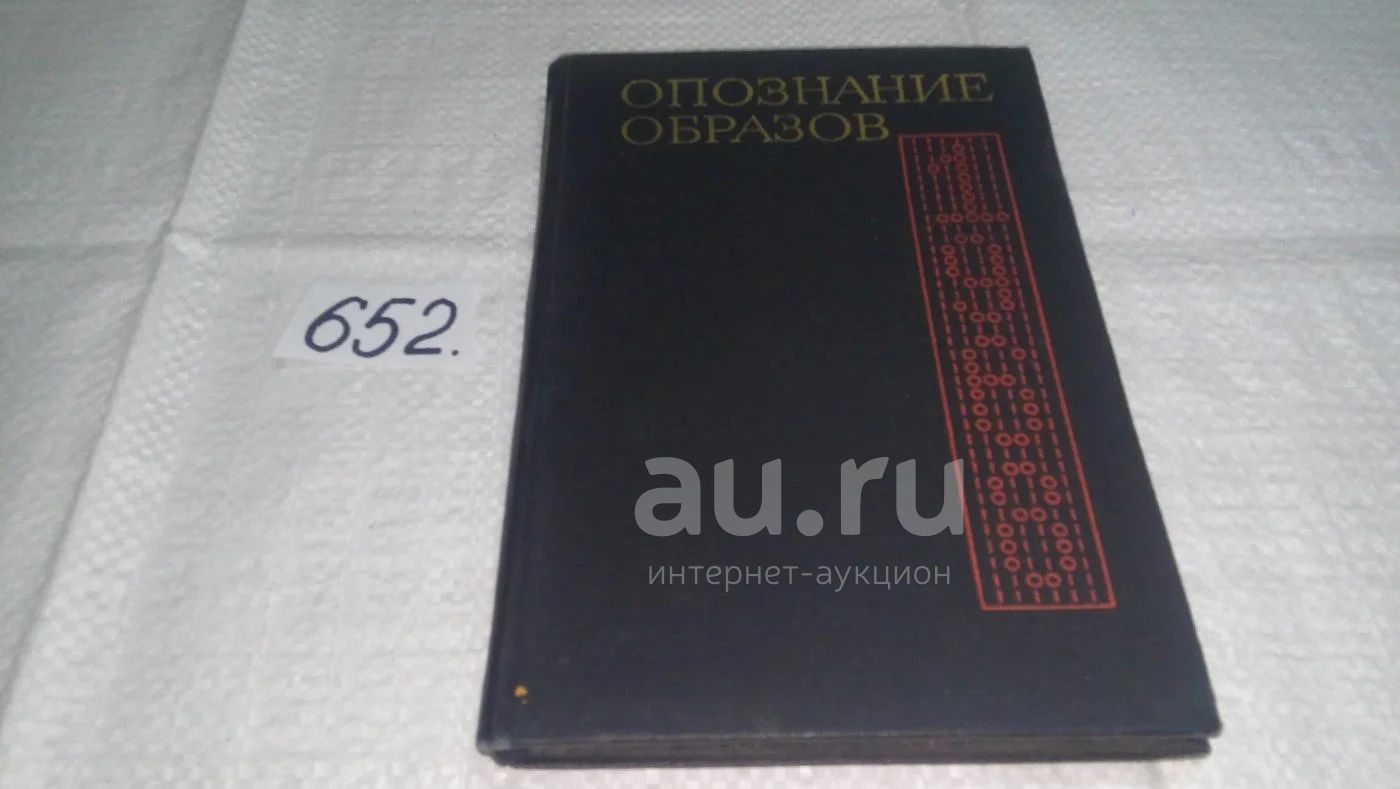 ОПОЗНАНИЕ
ОБРАЗОВ
652.
au.ru
интернет-аукцион